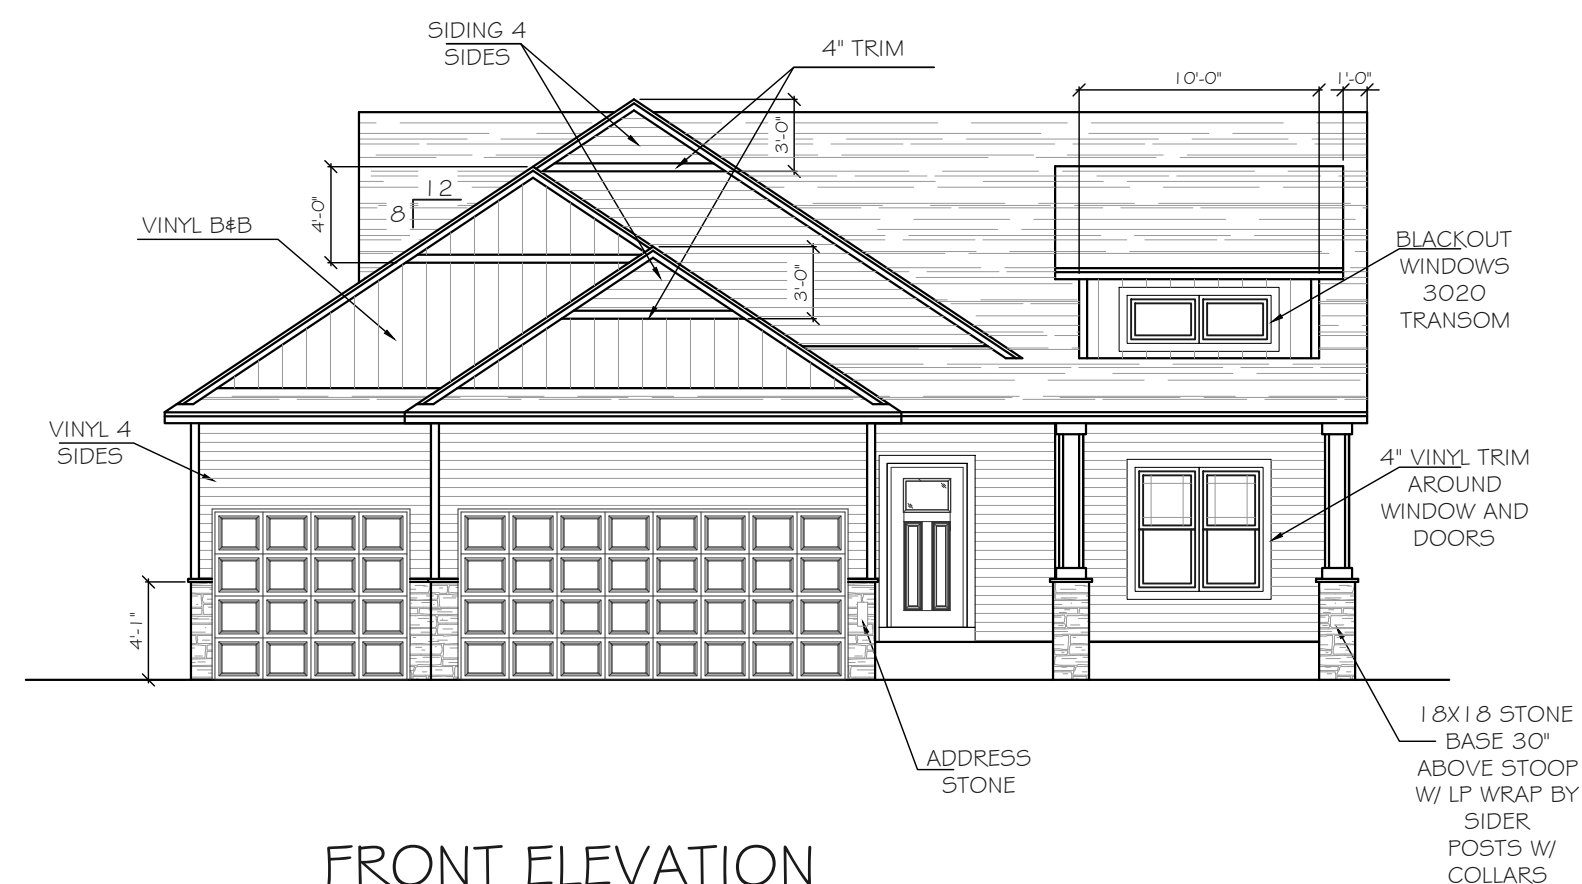 SIDING 4
SIDES
4" TRIM
10'-0"
1'-0"
3'-0"
4'-0"
12
8
VINYL B&B
BLACKOUT
WINDOWS
3020
TRANSOM
3'-0"
VINYL 4
SIDES
4" VINYL TRIM
AROUND
WINDOW AND
DOORS
4'-1"
18X18 STONE
BASE 30"
ABOVE STOOP
W/ LP WRAP BY
SIDER
POSTS W/
COLLARS
ADDRESS
STONE
FRONT ELEVATION